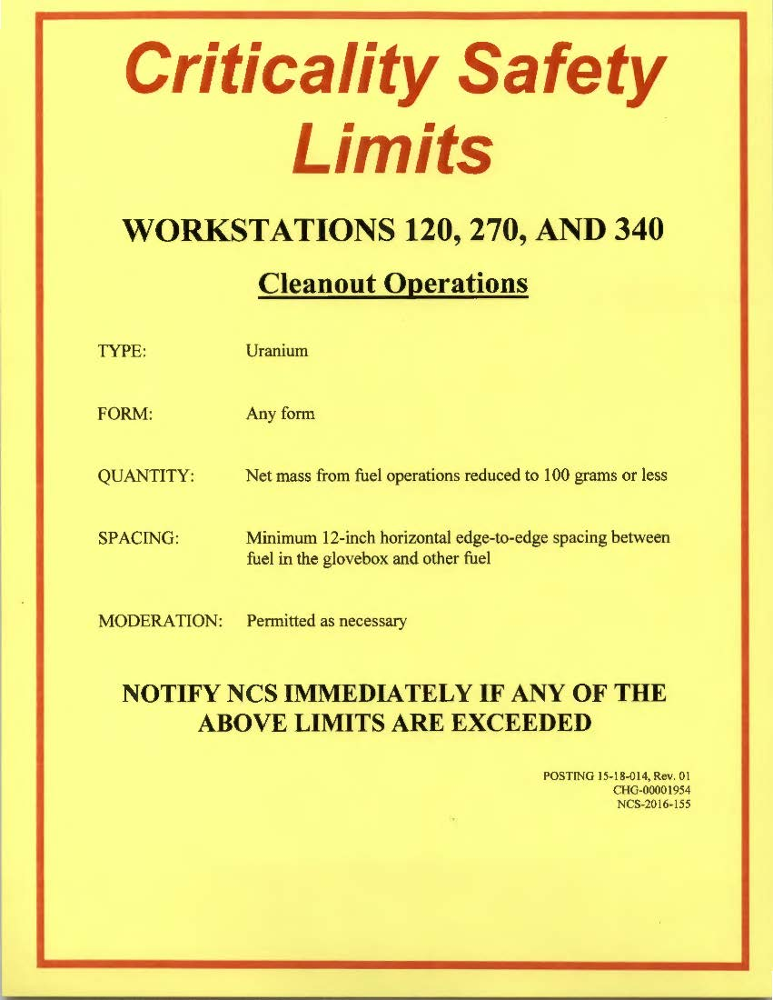 Criticality Safety
Limits
WORKSTATIONS 120, 270, AND 340
Cleanout Operations
TYPE: Uranium
FORM: Any form
QUANTITY: Net mass from fuel operations reduced to 100 grams or less
SPACING: Minimum 12-inch horizontal edge-to-edge spacing between
fuel in the glovebox and other fuel
MODERATION: Permitted as necessary
NOTIFY NCS IMMEDIATELY IF ANY OF THE
ABOVE LIMITS ARE EXCEEDED
POSTING 15-18-014, Rev. 01
CHG-00001954
NCS-2016-155